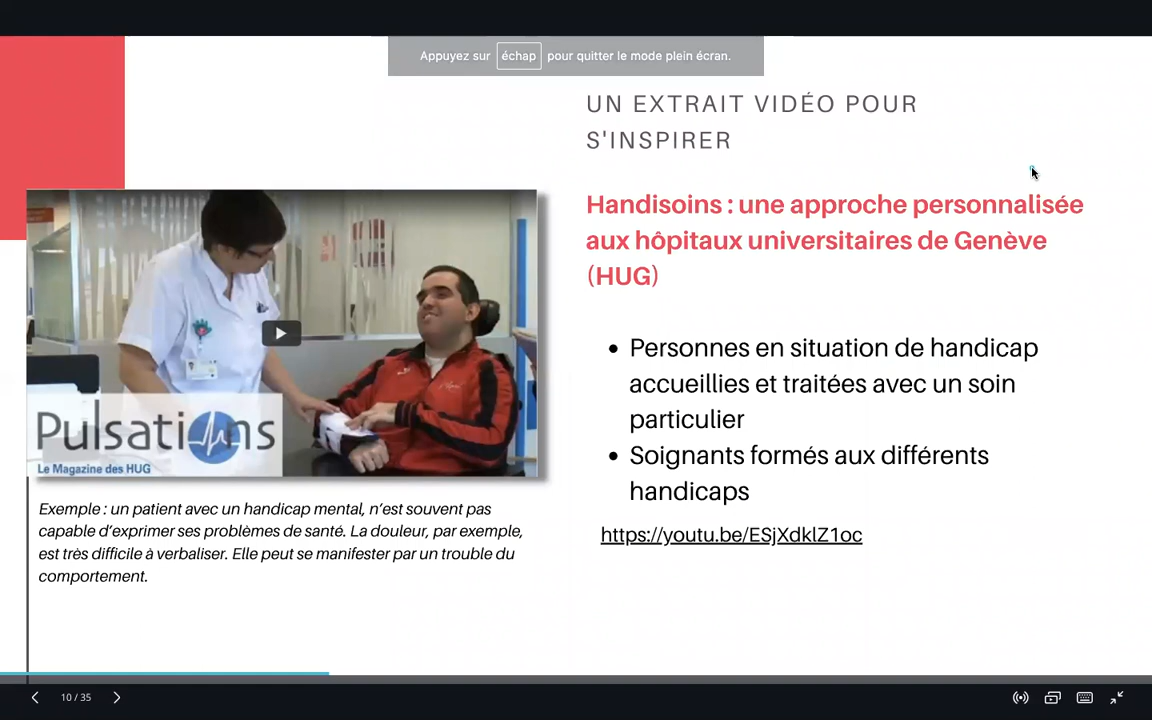 Appuyez sur échap pour quitter le mode plein écran.
UN EXTRAIT VIDÉO POUR
S'INSPIRER
Handisoins : une approche personnalisée
aux hôpitaux universitaires de Genève
(HUG)
• Personnes en situation de handicap
accueillies et traitées avec un soin
particulier
• Soignants formés aux différents
handicaps
https://youtu.be/ESjXdklZ1oc
Pulsations
Le Magazine des HUG
Exemple : un patient avec un handicap mental, n’est souvent pas
capable d’exprimer ses problèmes de santé. La douleur, par exemple,
est très difficile à verbaliser. Elle peut se manifester par un trouble du
comportement.
10 / 35